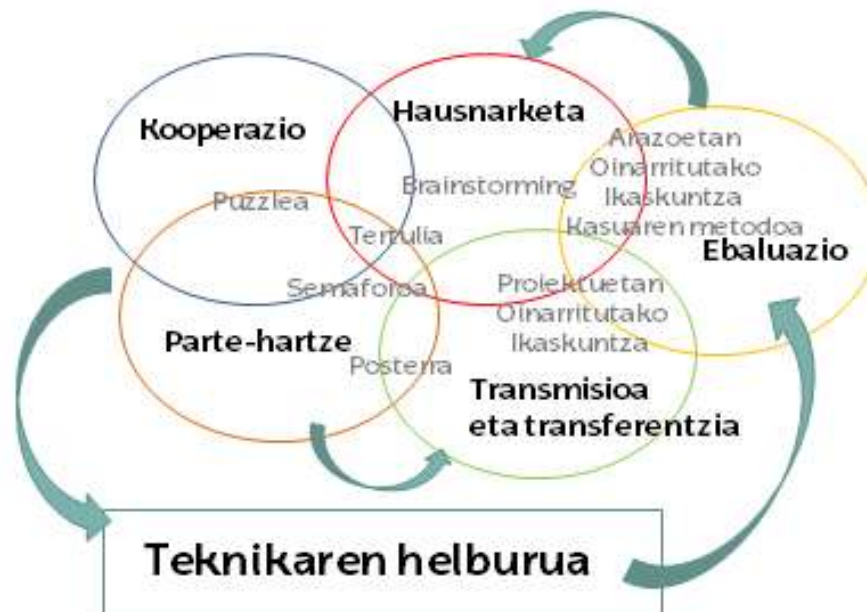 Kooperazio
Hausnarketa
Arazoetan
Oinarritutako
Ikaskuntza
Kasuaren metodoa
Brainstorming
Puzzlea
Tertulia
Ebaluazio
Semaforoa
Proiektuetan
Oinarritutako
Ikaskuntza
Parte-hartze
Posterra
Transmisioa
eta transferentzia
Teknikaren helburua